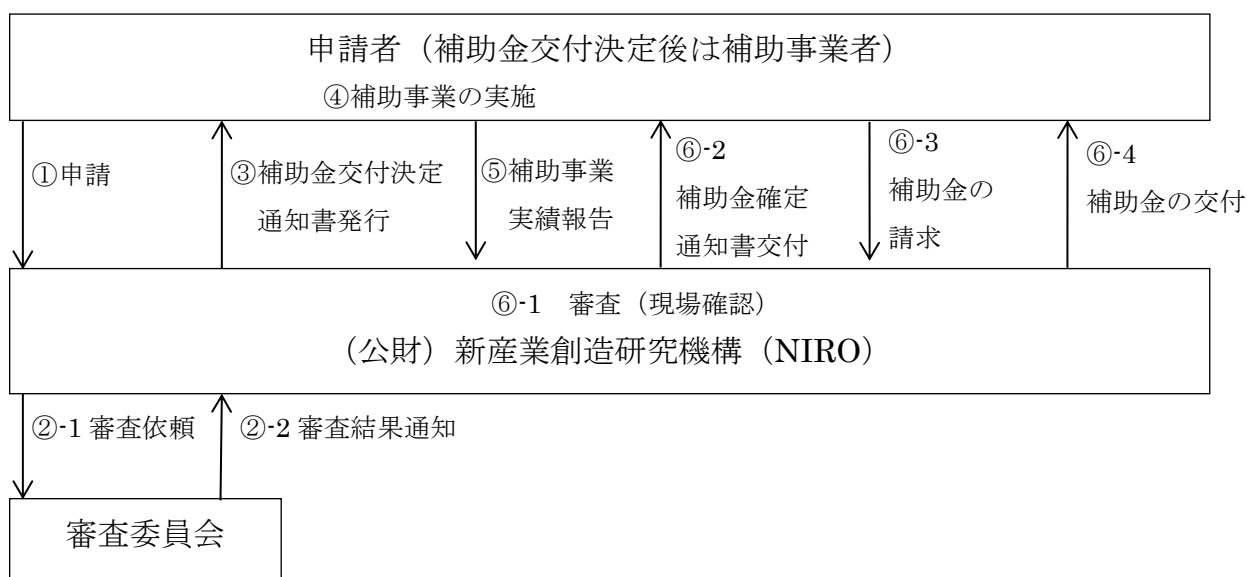 申請者（補助金交付決定後は補助事業者）
④補助事業の実施
①申請
③補助金交付決定
通知書発行
⑤補助事業
実績報告
⑥-2
補助金確定
通知書交付
⑥-3
補助金の
請求
⑥-4
補助金の交付
⑥-1　審査（現場確認）
（公財）新産業創造研究機構（NIRO）
②-1 審査依頼
②-2 審査結果通知
審査委員会